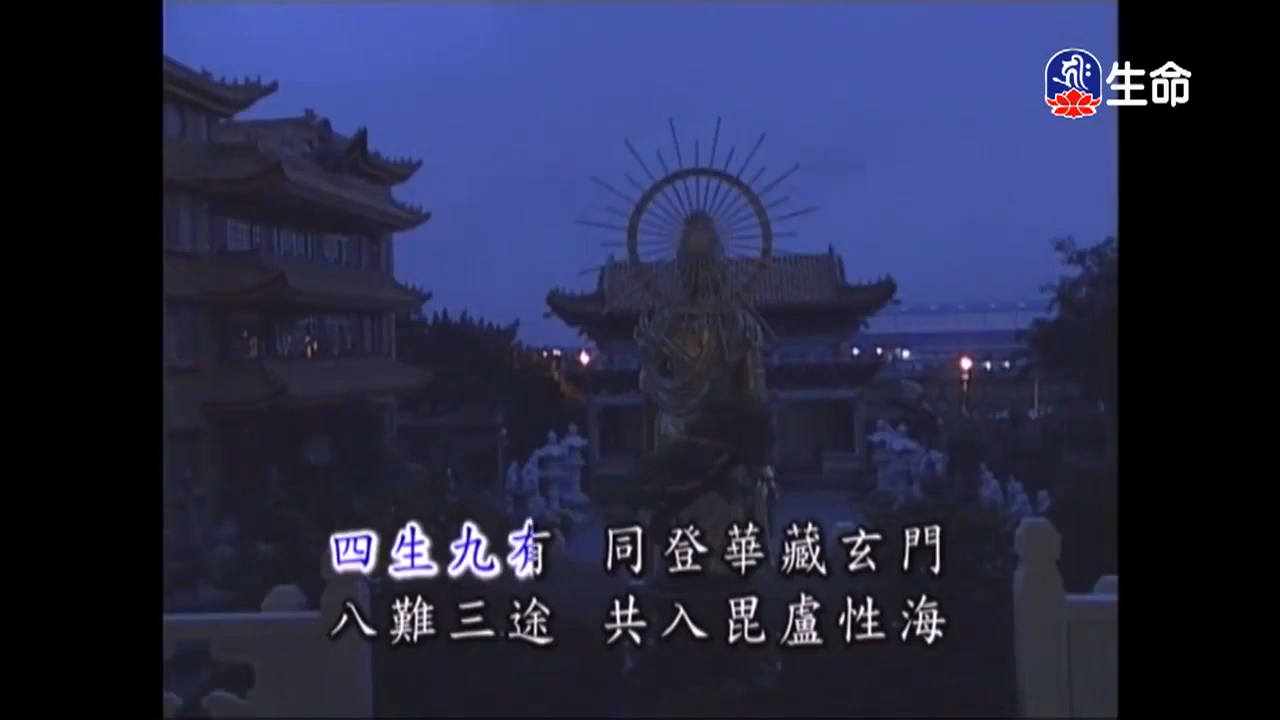 生命
四生九有 同登華藏玄門
八難三途 共入毘盧性海